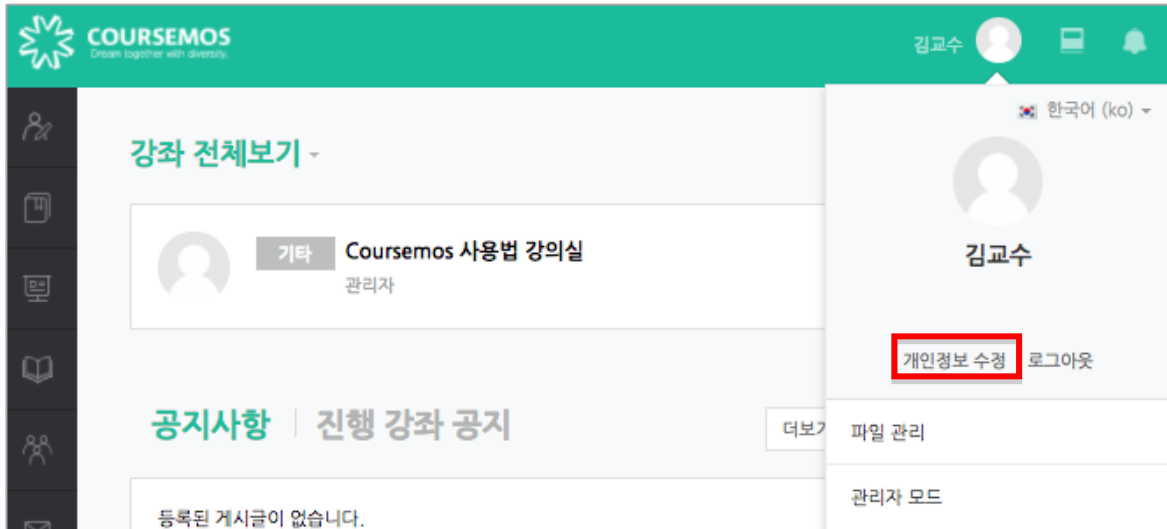 COURSEMOS
Dream together with diversity.
김교수
한국어 (ko)
강좌 전체보기
기타
Coursemos 사용법 강의실
관리자
김교수
개인정보 수정
로그아웃
공지사항
진행 강좌 공지
더보기
파일 관리
관리자 모드
등록된 게시글이 없습니다.